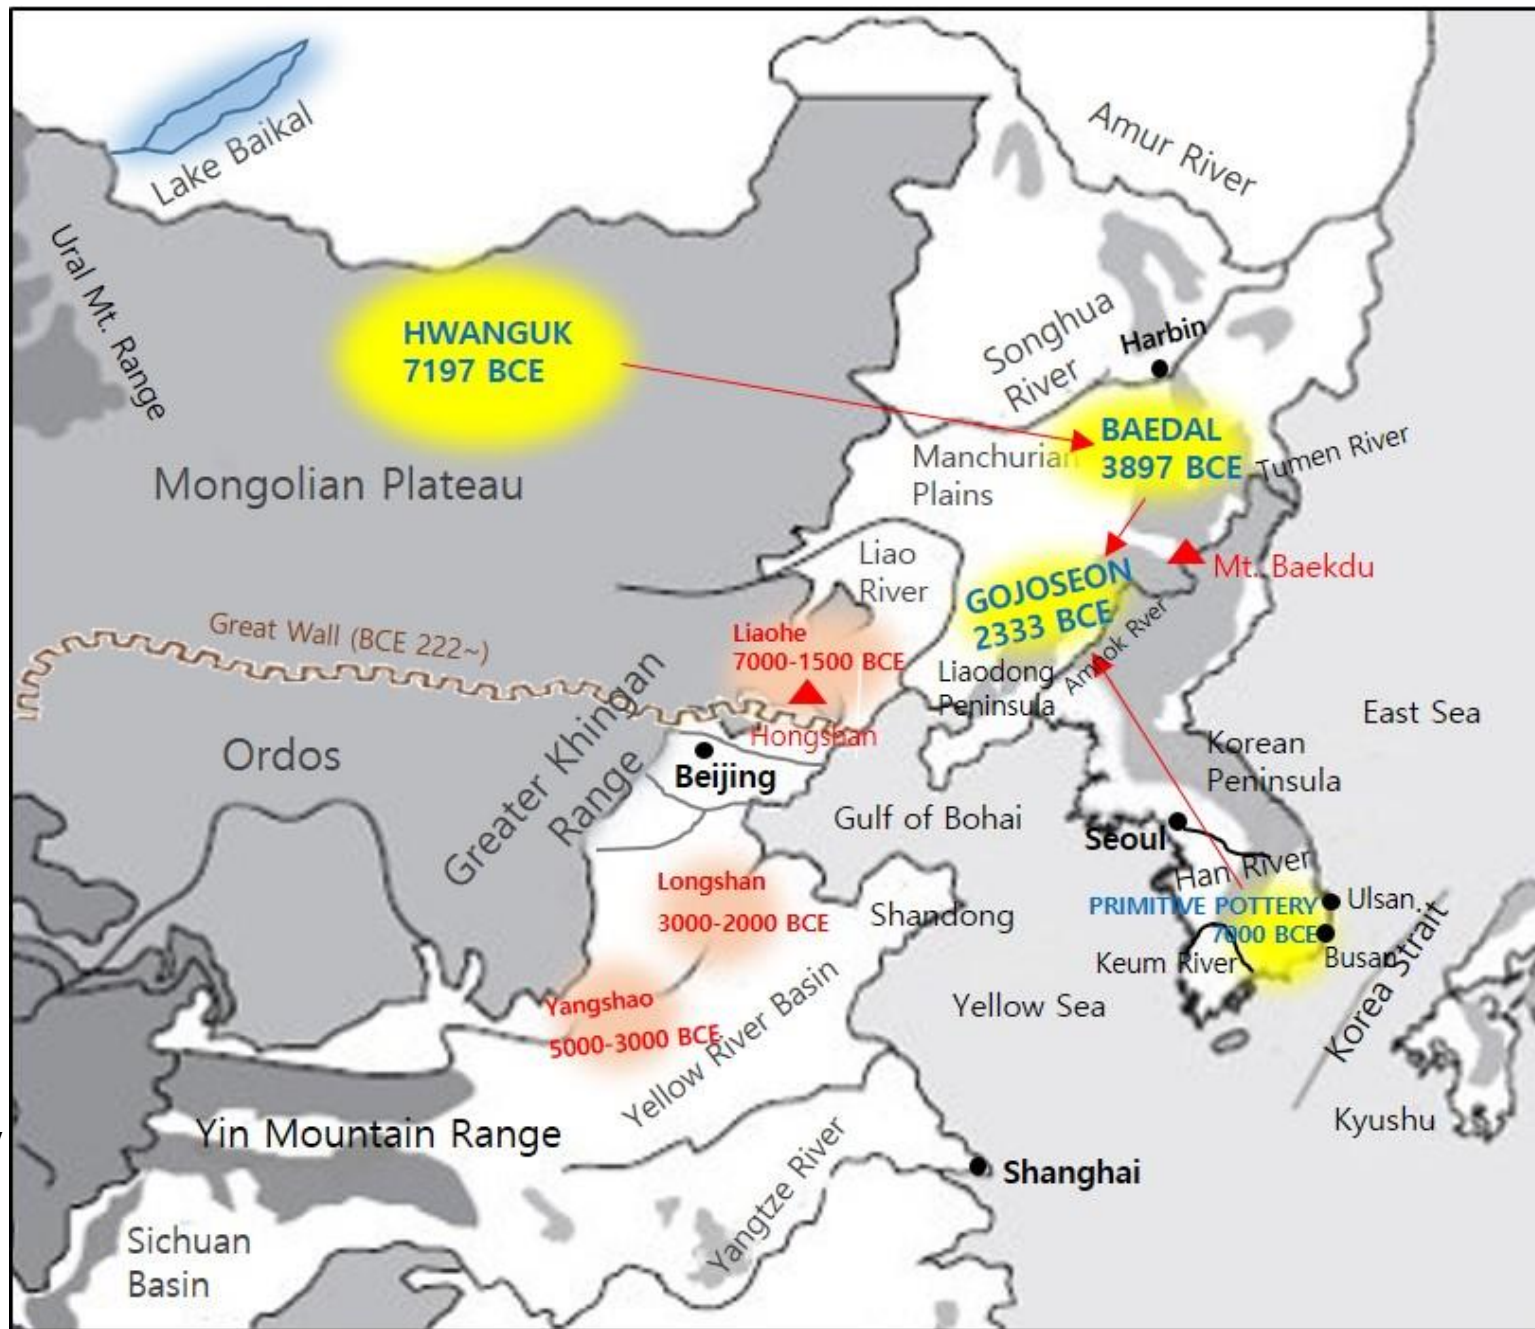 Lake Baikal
Amur River
Ural Mt. Range
HWANGUK
7197 BCE
Songhua
River
Harbin
BAEDAL
3897 BCE
Tumen River
Manchurian
Plains
Mongolian Plateau
Liao
River
Mt. Baekdu
GOJOSEON
2333 BCE
Great Wall (BCE 222~)
Liaohe
7000-1500 BCE
Liaodong
Peninsula
Amnok Rver
Hongshan
East Sea
Korean
Peninsula
Ordos
Greater Khingan
Range
Beijing
Gulf of Bohai
Seoul
Han River
Longshan
3000-2000 BCE
Shandong
PRIMITIVE POTTERY
7000 BCE
Ulsan
Busan
Keum River
Korea Strait
Yangshao
5000-3000 BCE
Yellow River Basin
Yellow Sea
Kyushu
Yin Mountain Range
Shanghai
Yangtze River
Sichuan
Basin